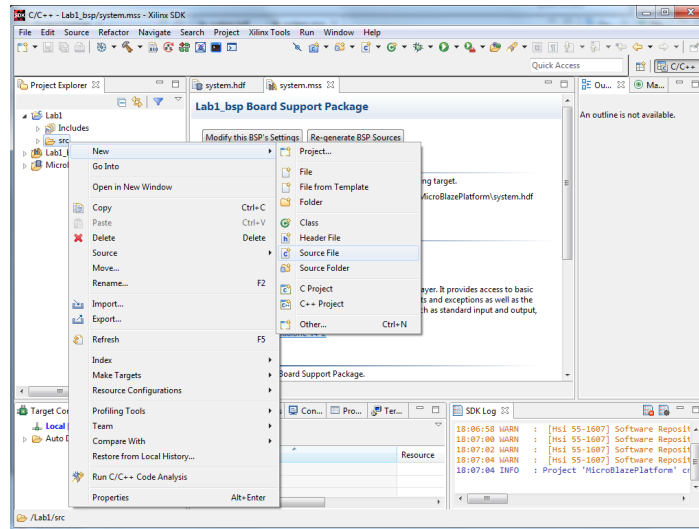 C/C++ - Lab1_bsp/system.mss - Xilinx SDK
File Edit Source Refactor Navigate Search Project Xilinx Tools Run Window Help
Quick Access
C/C++
Project Explorer
system.hdf
system.mss
Ou...
Ma...
Lab1
Includes
src
Lab1_
Lab1_bsp Board Support Package
Modify this BSP's Settings
Re-generate BSP Sources
An outline is not available.
New
Go Into
Open in New Window
Copy Ctrl+C
Paste Ctrl+V
Delete Delete
Source
Move...
Rename... F2
Import...
Export...
Refresh F5
Index
Make Targets
Resource Configurations
Profiling Tools
Team
Compare With
Restore from Local History...
Run C/C++ Code Analysis
Properties Alt+Enter
Project...
File
File from Template
Folder
Class
Header File
Source File
Source Folder
C Project
C++ Project
Other... Ctrl+N
ng target.
MicroBlazePlatform\system.hdf
ayer. It provides access to basic
ts and exceptions as well as the
ch as standard input and output,
Board Support Package.
Target Cor
Local
Auto D
Con...
Pro...
Ter...
Resource
SDK Log
18:06:58 WARN : [Hsi 55-1607] Software Reposit
18:07:00 WARN : [Hsi 55-1607] Software Reposit
18:07:02 WARN : [Hsi 55-1607] Software Reposit
18:07:04 WARN : [Hsi 55-1607] Software Reposit
18:07:04 INFO : Project 'MicroBlazePlatform' cr
/Lab1/src